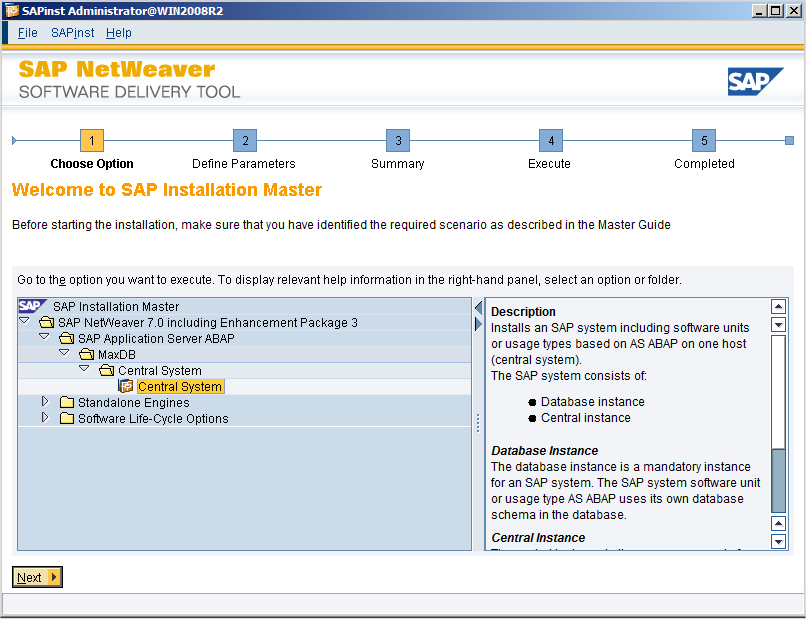 SAPinst Administrator@WIN2008R2
File SAPinst Help
SAP NetWeaver
SOFTWARE DELIVERY TOOL
SAP
1 2 3 4 5
Choose Option Define Parameters Summary Execute Completed
Welcome to SAP Installation Master
Before starting the installation, make sure that you have identified the required scenario as described in the Master Guide
Go to the option you want to execute. To display relevant help information in the right-hand panel, select an option or folder.
SAP SAP Installation Master
SAP NetWeaver 7.0 including Enhancement Package 3
SAP Application Server ABAP
MaxDB
Central System
Central System
Standalone Engines
Software Life-Cycle Options
Description
Installs an SAP system including software units
or usage types based on AS ABAP on one host
(central system).
The SAP system consists of:
● Database instance
● Central instance
Database Instance
The database instance is a mandatory instance
for an SAP system. The SAP system software unit
or usage type AS ABAP uses its own database
schema in the database.
Central Instance
Next